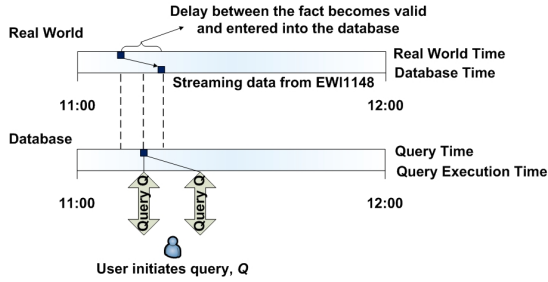 Delay between the fact becomes valid
and entered into the database
Real World
Real World Time
Database Time
Streaming data from EWI1148
11:00
12:00
Database
Query Time
Query Execution Time
11:00
12:00
Query Q
Query Q
User initiates query, Q